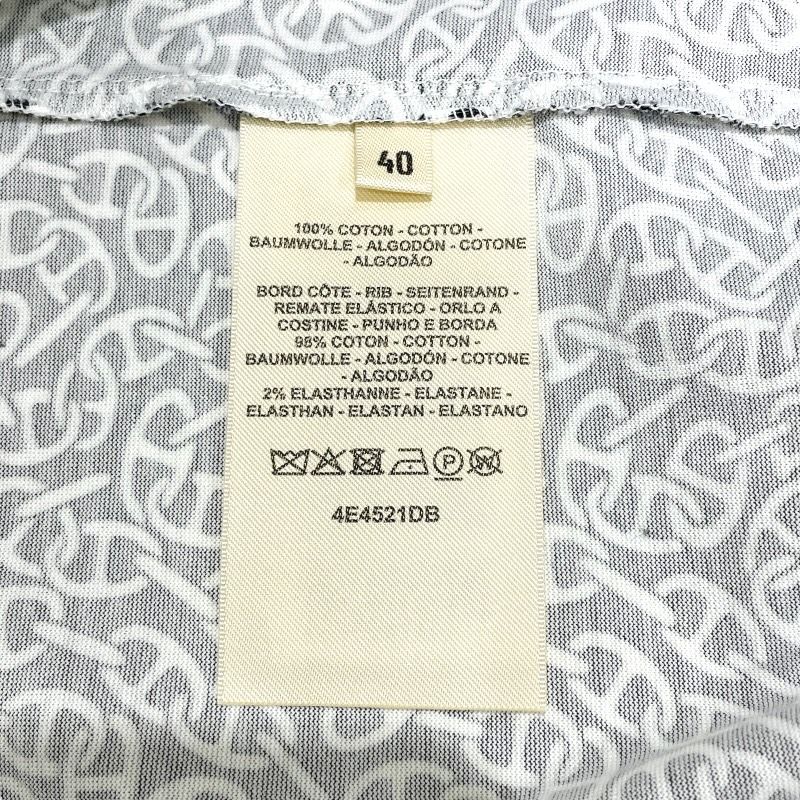 40
100% COTON - COTTON -
BAUMWOLLE - ALGODÓN - COTONE
- ALGODÃO
BORD CÔTE - RIB - SEITENRAND -
REMATE ELÁSTICO - ORLO A
COSTINE - PUNHO E BORDA
98% COTON - COTTON -
BAUMWOLLE - ALGODÓN - COTONE
- ALGODÃO
2% ELASTHANNE - ELASTANE -
ELASTHAN - ELASTAN - ELASTANO
P W
4E4521DB